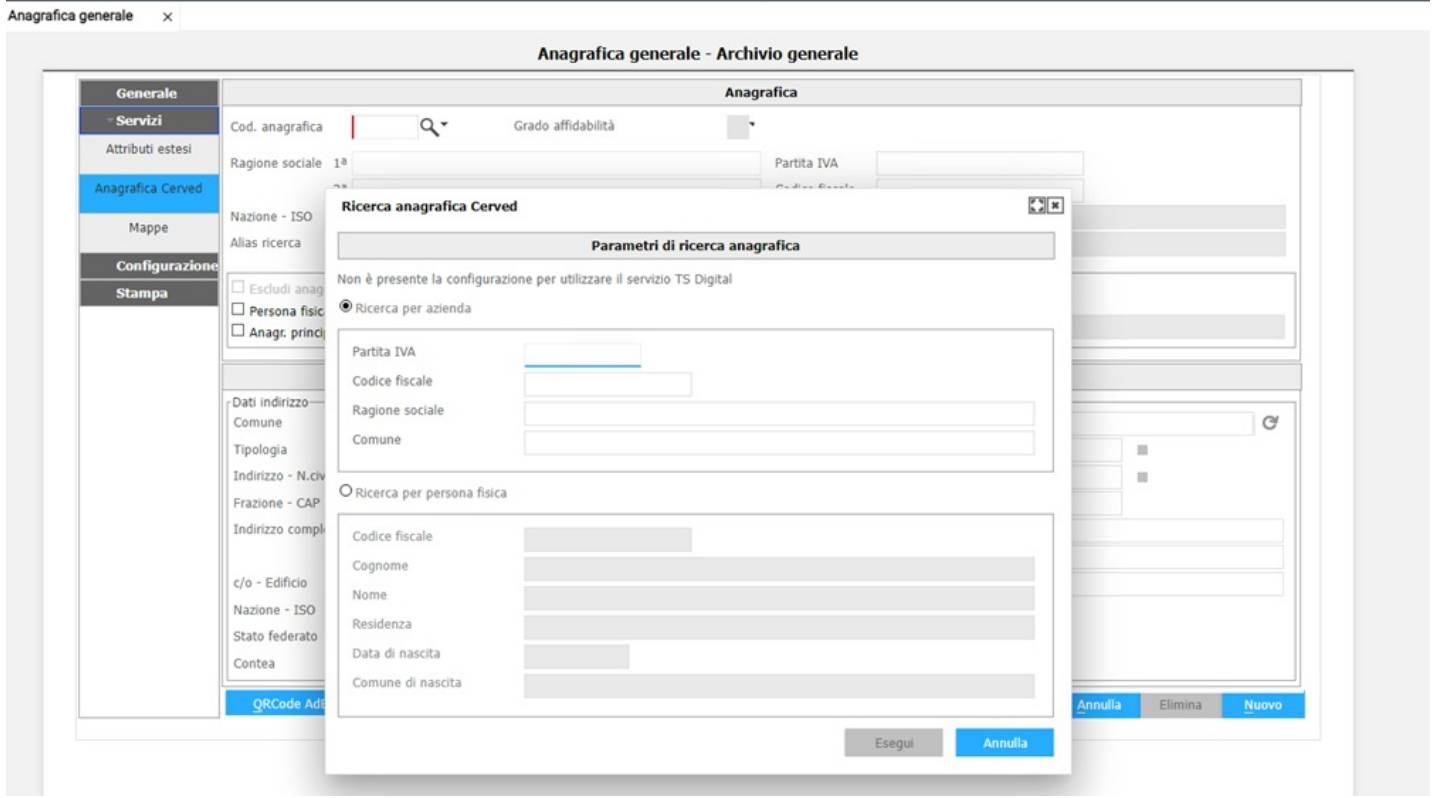 Anagrafica generale ×
Anagrafica generale - Archivio generale
Generale
Servizi
Attributi estesi
Anagrafica Cerved
Mappe
Configurazione
Stampa
Anagrafica
Cod. anagrafica
Grado affidabilità
Ragione sociale 1ª
Partita IVA
Nazione - ISO
Alias ricerca
Escludi anag
Persona fisic
Anagr. princi
Dati indirizzo
Comune
Tipologia
Indirizzo - N.civ
Frazione - CAP
Indirizzo compl
c/o - Edificio
Nazione - ISO
Stato federato
Contea
QRCode AdE
Annulla
Elimina
Nuovo
Ricerca anagrafica Cerved
Parametri di ricerca anagrafica
Non è presente la configurazione per utilizzare il servizio TS Digital
Ricerca per azienda
Partita IVA
Codice fiscale
Ragione sociale
Comune
Ricerca per persona fisica
Codice fiscale
Cognome
Nome
Residenza
Data di nascita
Comune di nascita
Esegui
Annulla